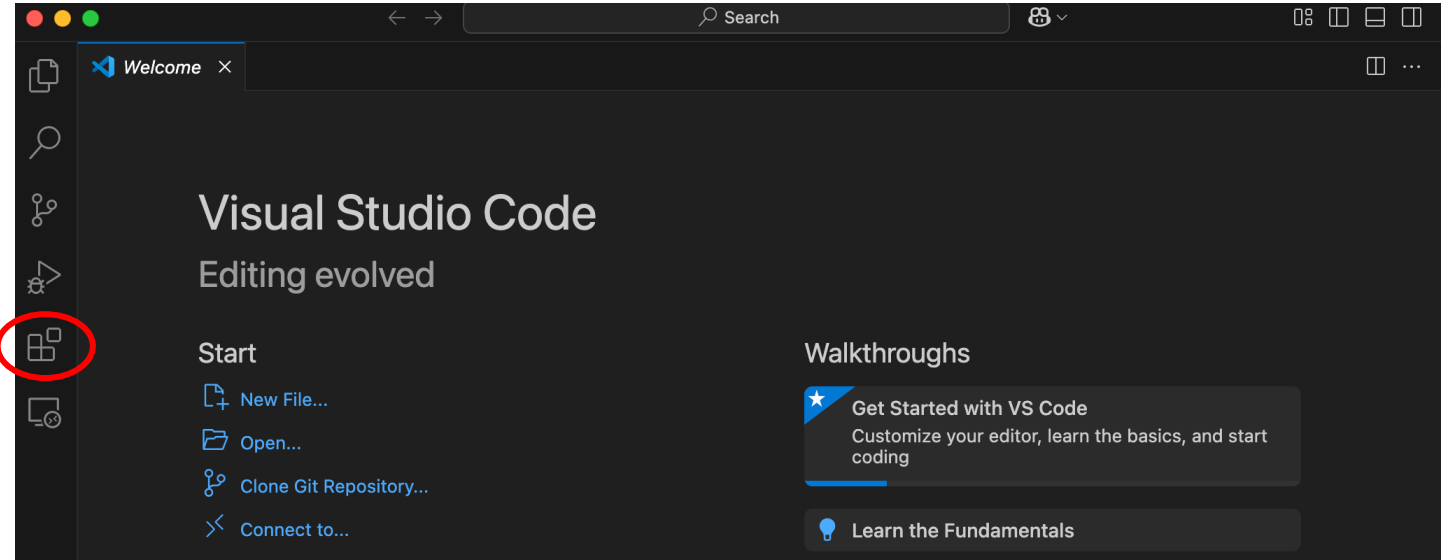 Search
Welcome
Visual Studio Code
Editing evolved
Start
New File...
Open...
Clone Git Repository...
Connect to...
Walkthroughs
Get Started with VS Code
Customize your editor, learn the basics, and start
coding
Learn the Fundamentals